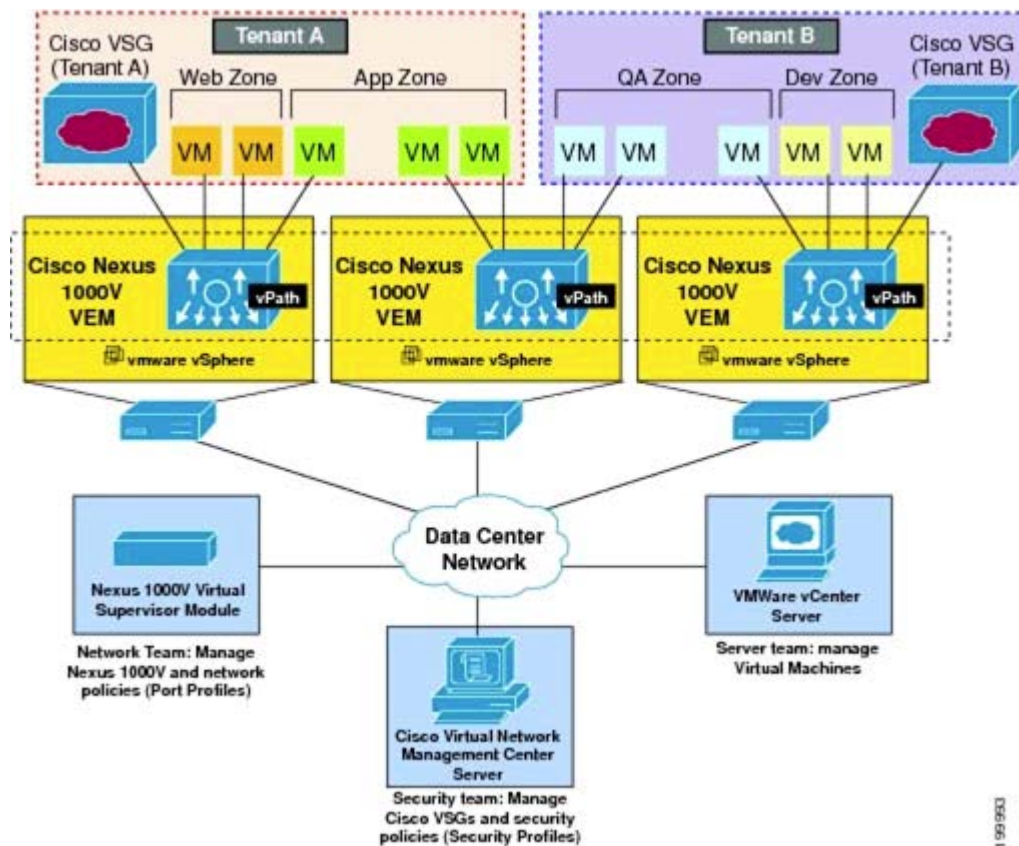 Tenant A
Tenant B
Cisco VSG
(Tenant A)
Web Zone
App Zone
QA Zone
Dev Zone
Cisco VSG
(Tenant B)
VM
VM
VM
VM
VM
VM
VM
VM
VM
VM
Cisco Nexus
1000V
VEM
vPath
vmware vSphere
Cisco Nexus
1000V
VEM
vPath
vmware vSphere
Cisco Nexus
1000V
VEM
vPath
vmware vSphere
Data Center
Network
Nexus 1000V Virtual
Supervisor Module
Network Team: Manage
Nexus 1000V and network
policies (Port Profiles)
VMWare vCenter
Server
Server team: manage
Virtual Machines
Cisco Virtual Network
Management Center
Server
Security team: Manage
Cisco VSGs and security
policies (Security Profiles)